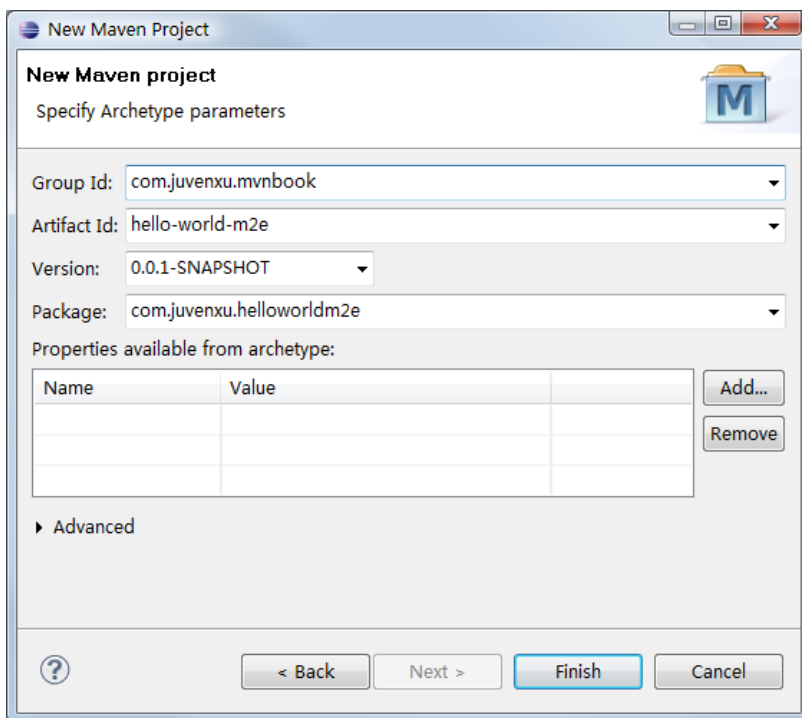 New Maven Project
New Maven project
Specify Archetype parameters
M
Group Id: com.juvenxu.mvnbook
Artifact Id: hello-world-m2e
Version: 0.0.1-SNAPSHOT
Package: com.juvenxu.helloworldm2e
Properties available from archetype:
Name Value Add...
Remove
Advanced
? < Back Next > Finish Cancel